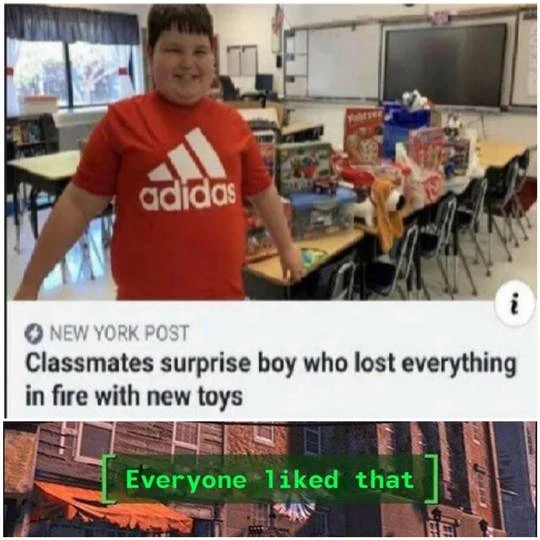 adidas
NEW YORK POST
Classmates surprise boy who lost everything
in fire with new toys
[Everyone liked that]